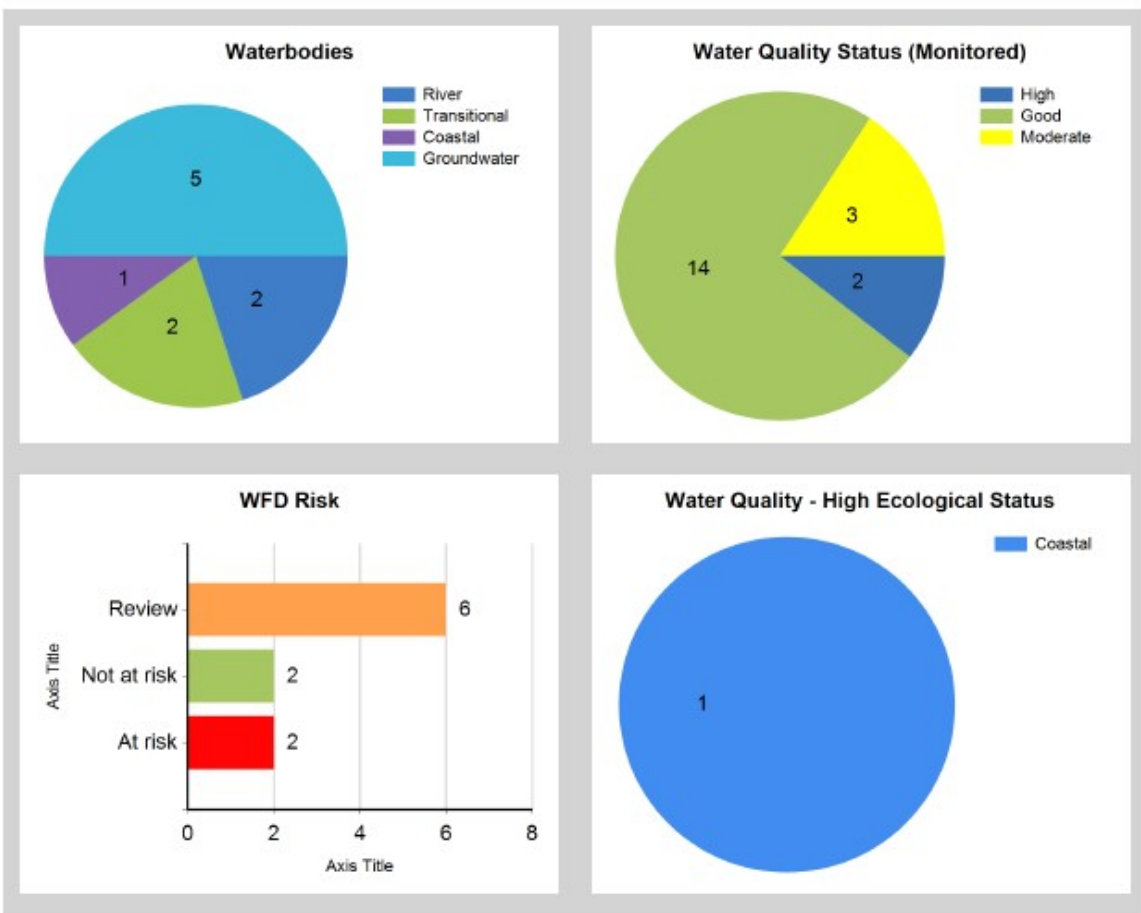 Waterbodies
River
Transitional
Coastal
Groundwater
5
1
2
2
Water Quality Status (Monitored)
High
Good
Moderate
3
14
2
WFD Risk
Axis Title
Review
6
Not at risk
2
At risk
2
0 2 4 6 8
Axis Title
Water Quality - High Ecological Status
Coastal
1